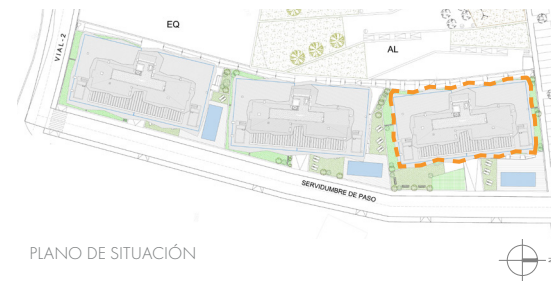 EQ
VIAL-2
AL
SERVIDUMBRE DE PASO
PLANO DE SITUACIÓN